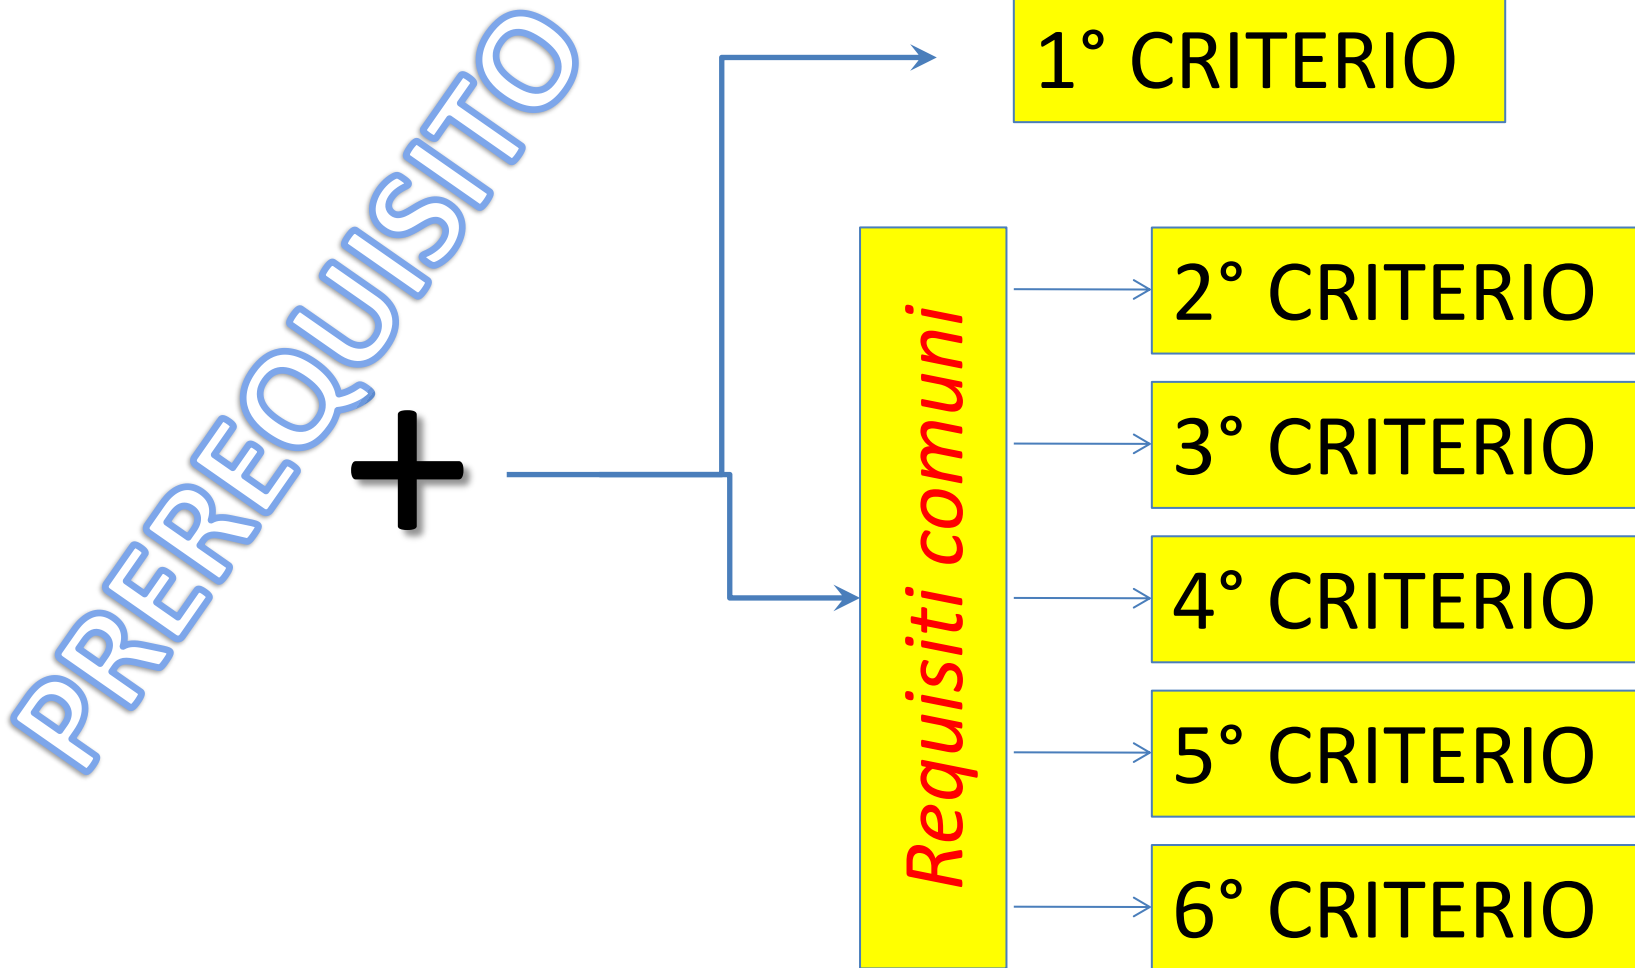 PREREQUISITO
+
1° CRITERIO
Requisiti comuni
2° CRITERIO
3° CRITERIO
4° CRITERIO
5° CRITERIO
6° CRITERIO